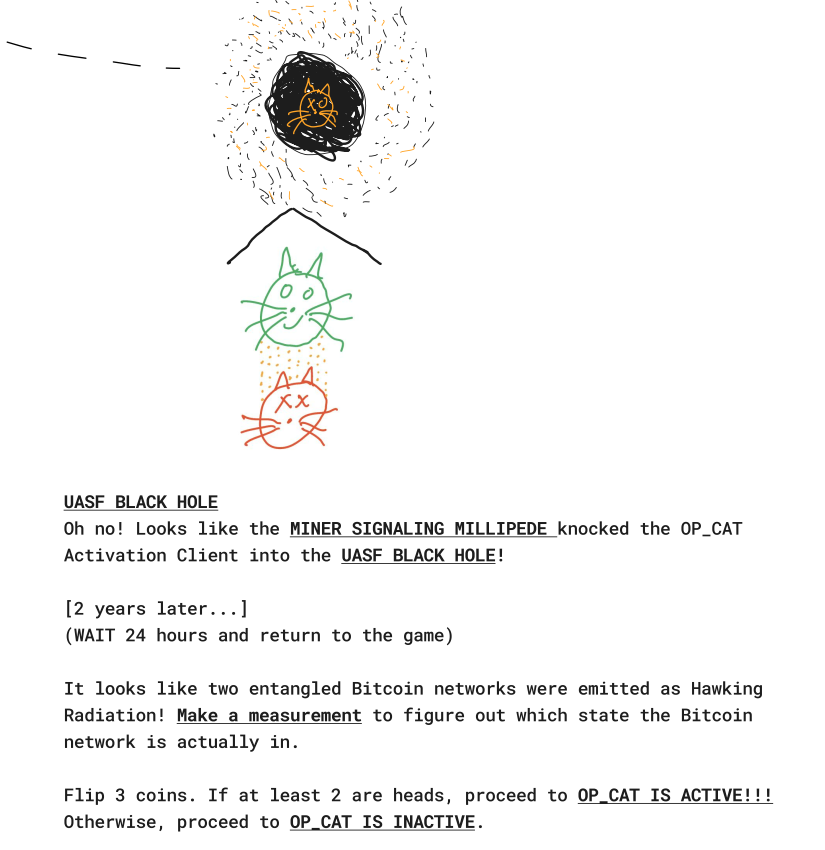 UASF BLACK HOLE
Oh no! Looks like the MINER SIGNALING MILLIPEDE knocked the OP_CAT
Activation Client into the UASF BLACK HOLE!
[2 years later...]
(WAIT 24 hours and return to the game)
It looks like two entangled Bitcoin networks were emitted as Hawking
Radiation! Make a measurement to figure out which state the Bitcoin
network is actually in.
Flip 3 coins. If at least 2 are heads, proceed to OP_CAT IS ACTIVE!!!
Otherwise, proceed to OP_CAT IS INACTIVE.